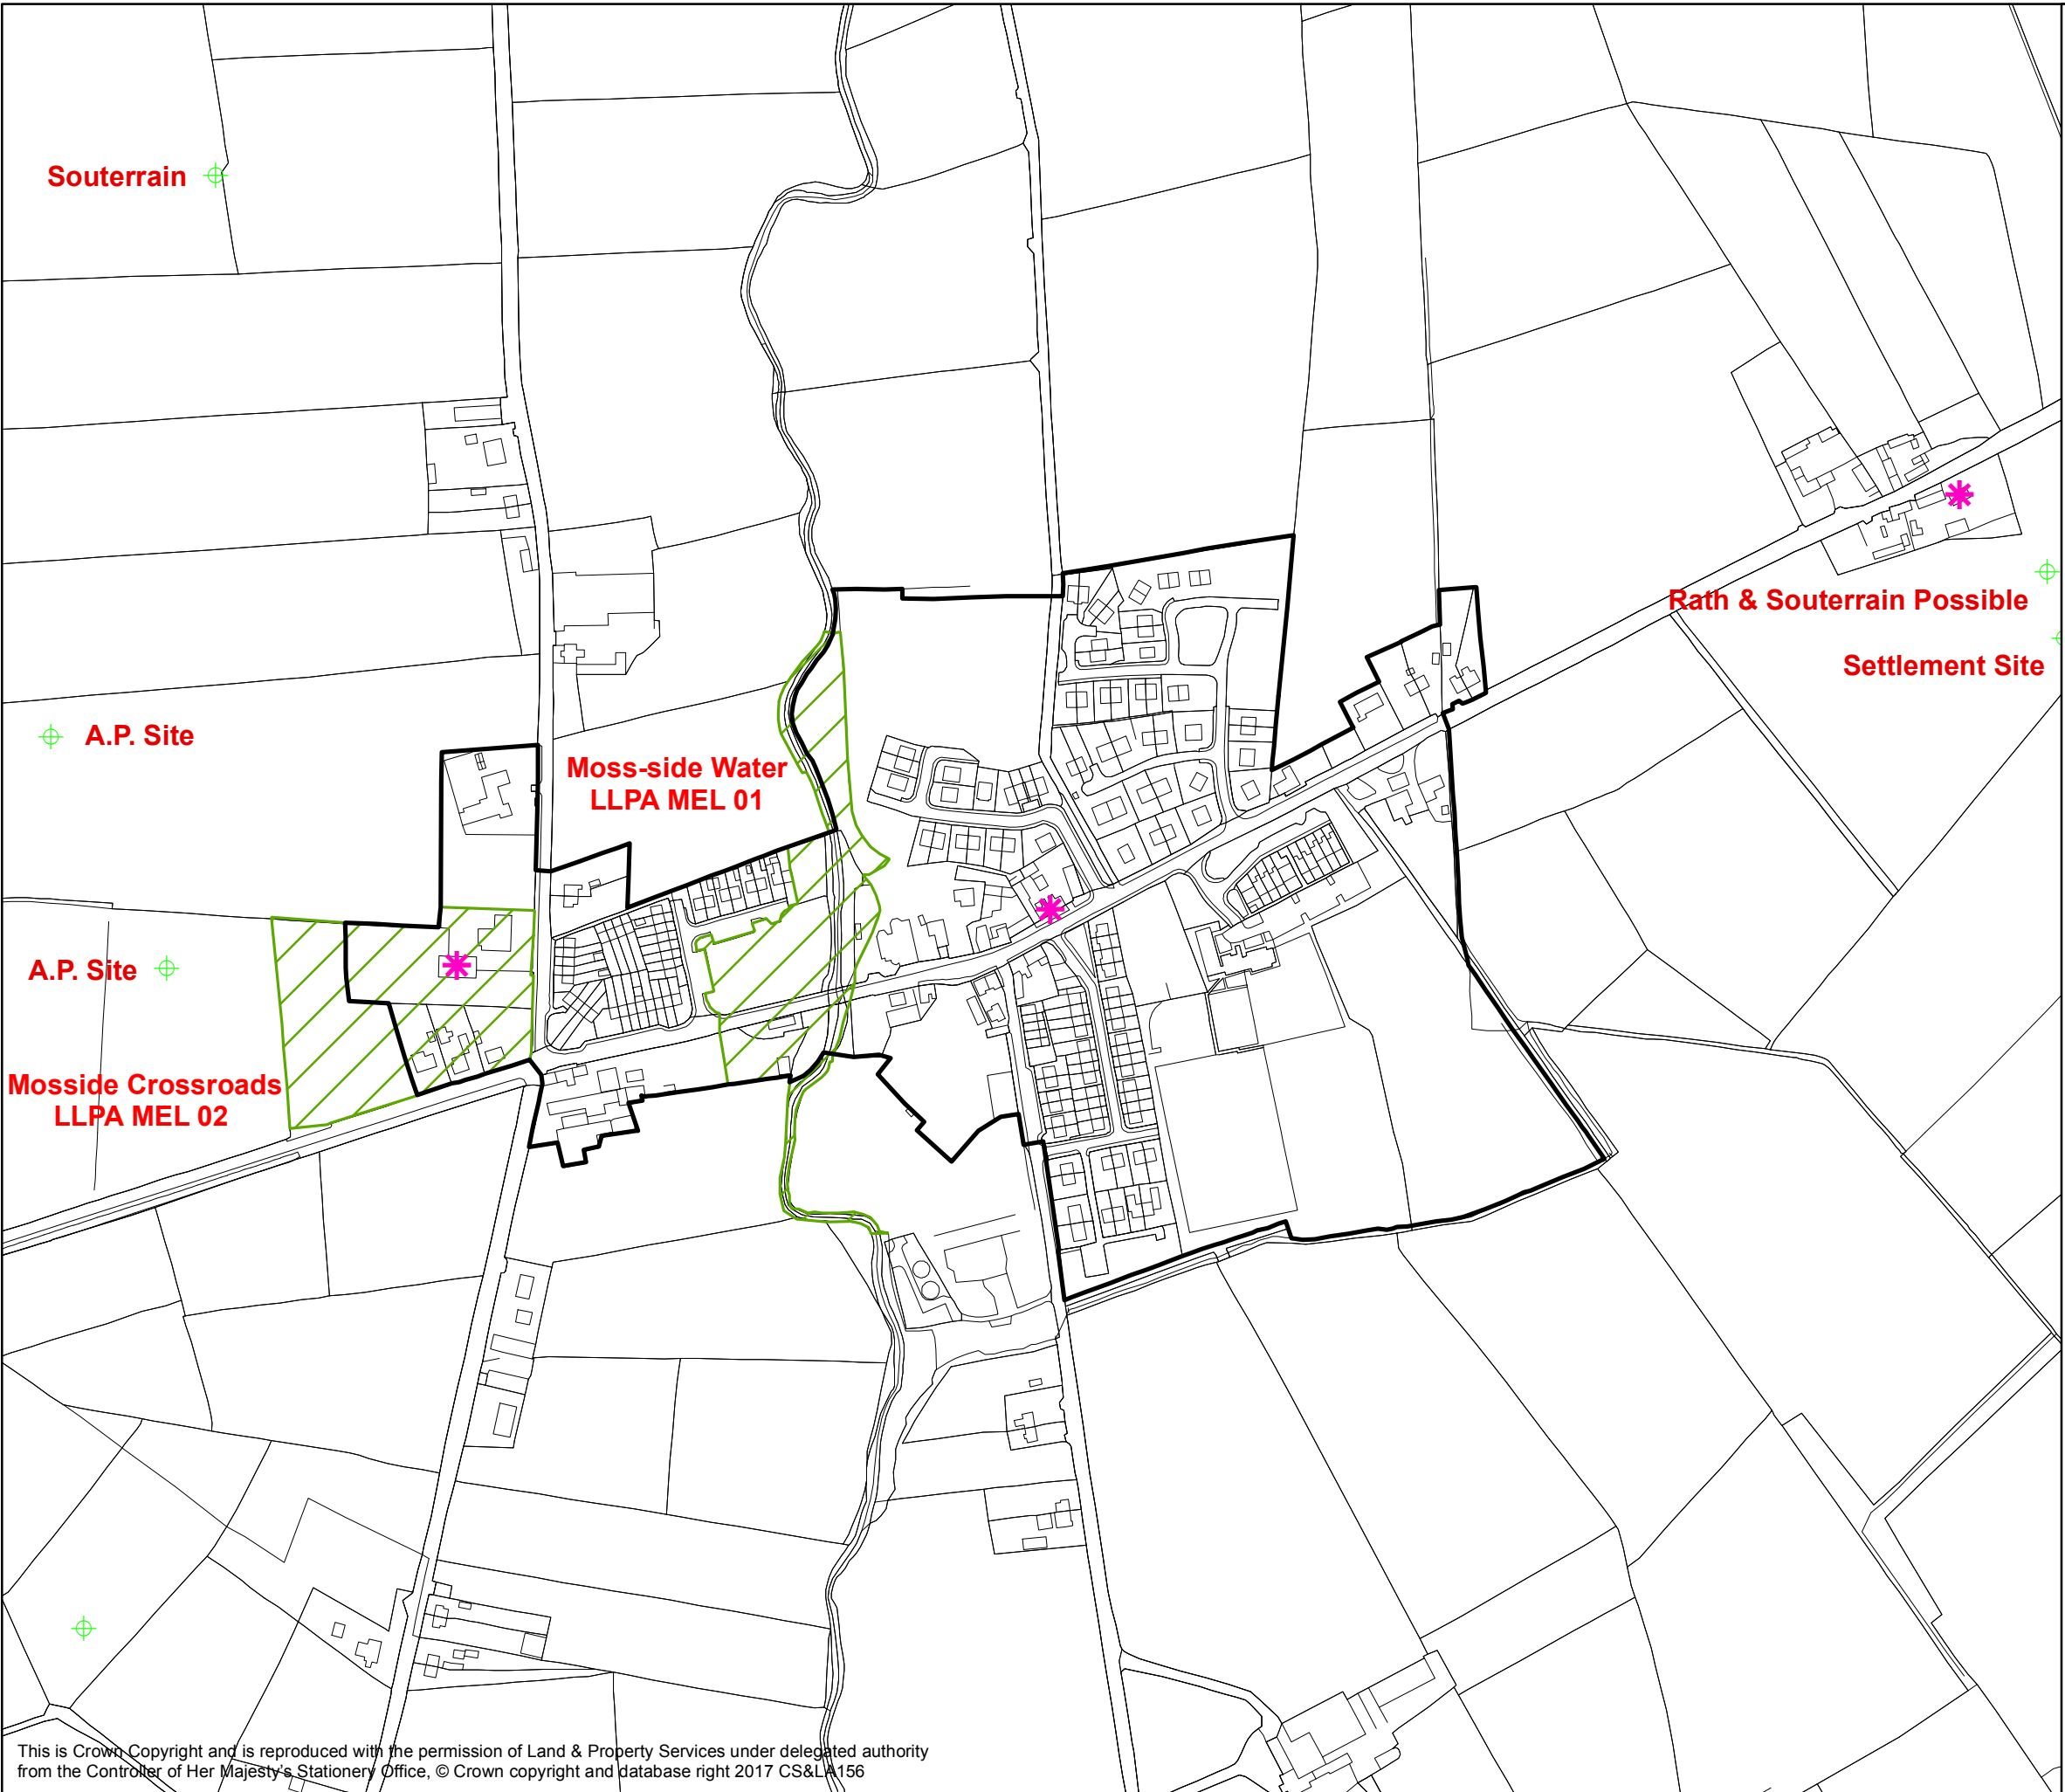 Souterrain
Rath & Souterrain Possible
Settlement Site
A.P. Site
Moss-side Water
LLPA MEL 01
A.P. Site
Mosside Crossroads
LLPA MEL 02
This is Crown Copyright and is reproduced with the permission of Land & Property Services under delegated authority
from the Controller of Her Majesty's Stationery Office, © Crown copyright and database right 2017 CS&LA156